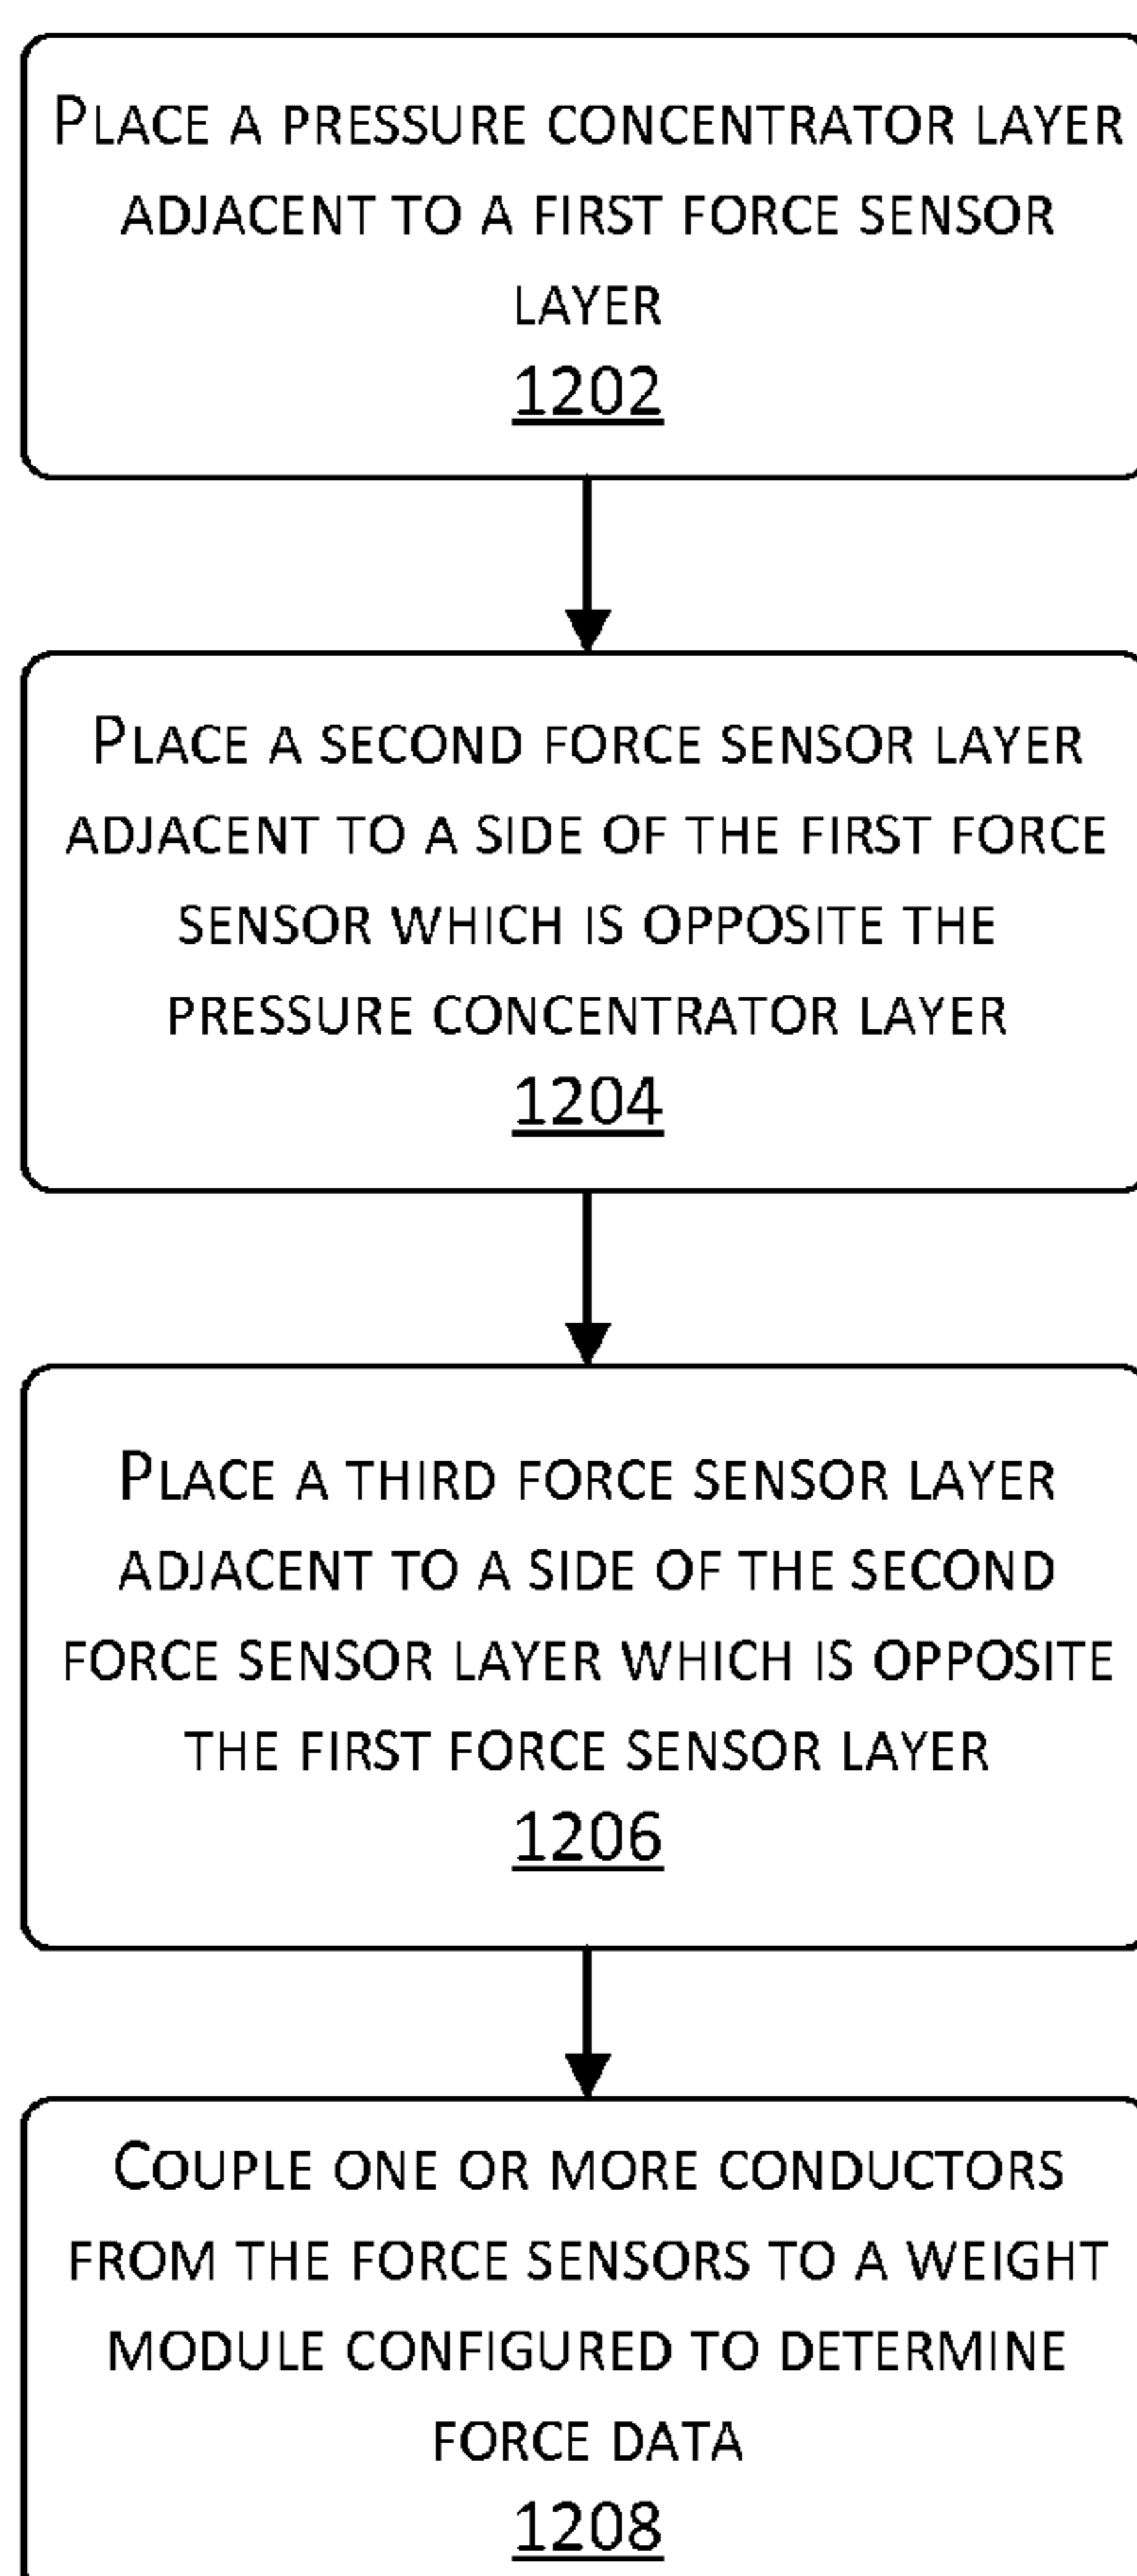 PLACE A PRESSURE CONCENTRATOR LAYER
ADJACENT TO A FIRST FORCE SENSOR
LAYER
1202
PLACE A SECOND FORCE SENSOR LAYER
ADJACENT TO A SIDE OF THE FIRST FORCE
SENSOR WHICH IS OPPOSITE THE
PRESSURE CONCENTRATOR LAYER
1204
PLACE A THIRD FORCE SENSOR LAYER
ADJACENT TO A SIDE OF THE SECOND
FORCE SENSOR LAYER WHICH IS OPPOSITE
THE FIRST FORCE SENSOR LAYER
1206
COUPLE ONE OR MORE CONDUCTORS
FROM THE FORCE SENSORS TO A WEIGHT
MODULE CONFIGURED TO DETERMINE
FORCE DATA
1208